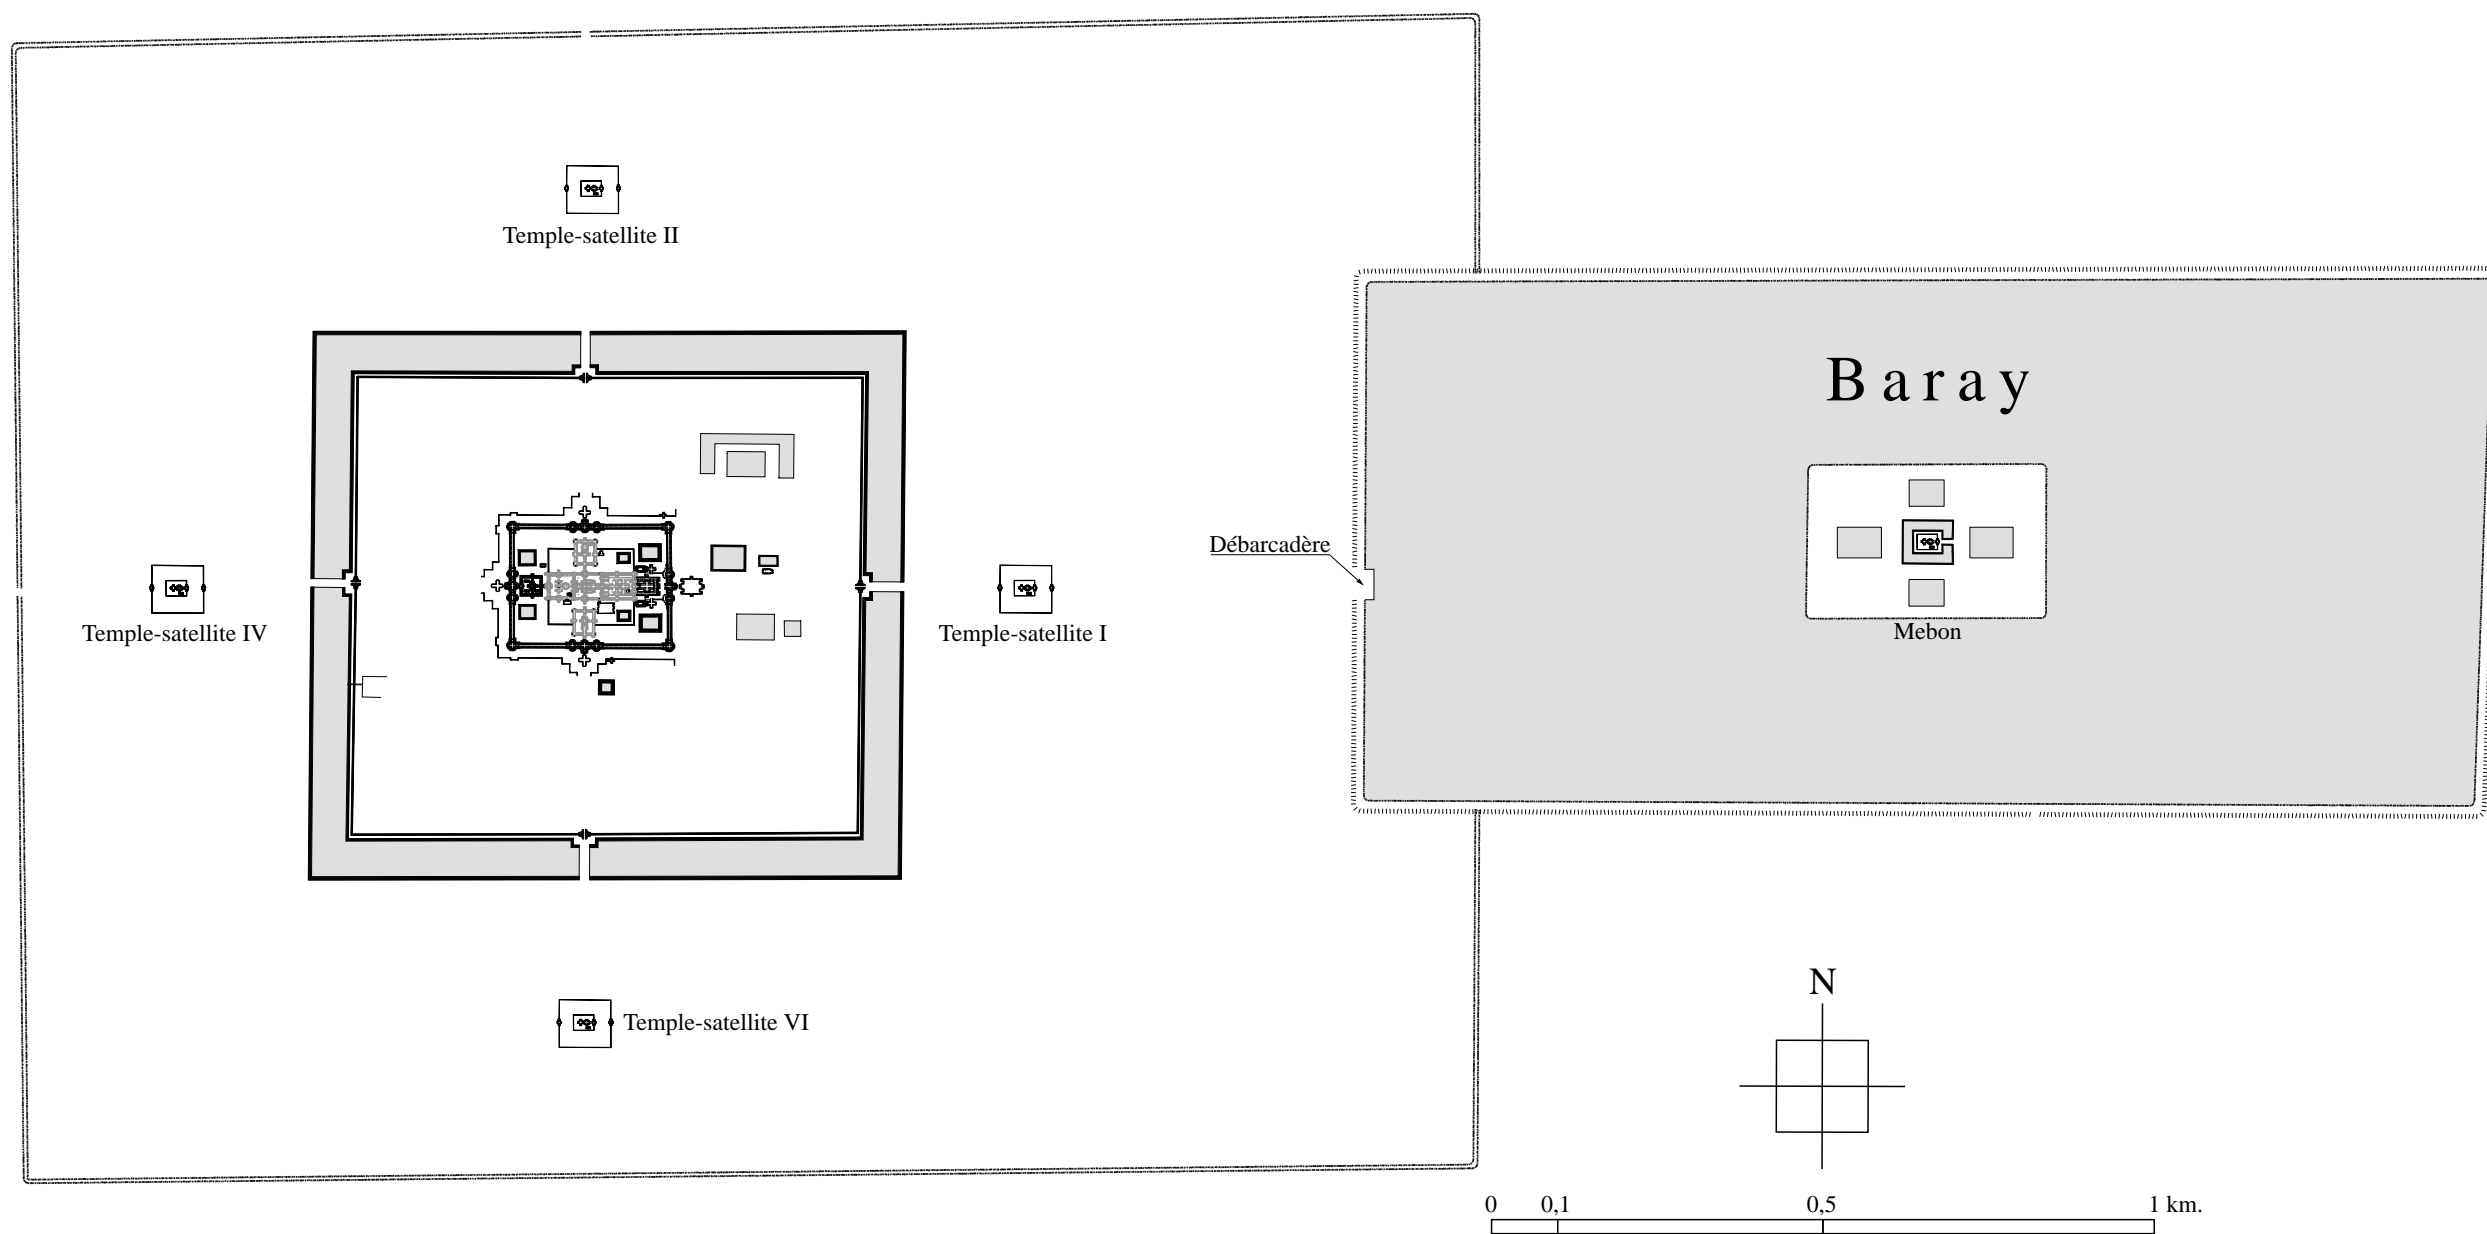 Temple-satellite II
Baray
Débarcadère
Temple-satellite IV
Temple-satellite I
Mebon
N
Temple-satellite VI
0 0,1 0,5 1 km.